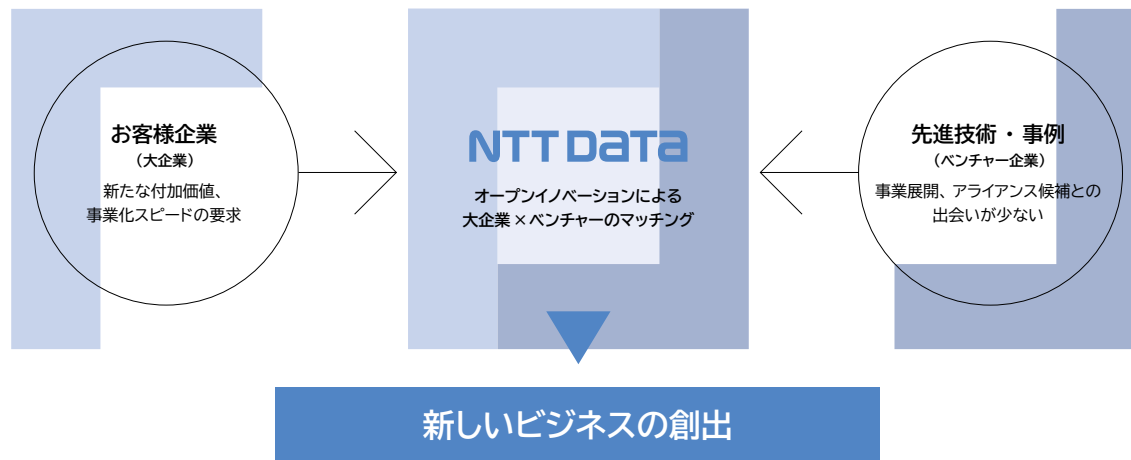 お客様企業
（大企業）
新たな付加価値、
事業化スピードの要求
NTT DATA
オープンイノベーションによる
大企業×ベンチャーのマッチング
先進技術・事例
（ベンチャー企業）
事業展開、アライアンス候補との
出会いが少ない
新しいビジネスの創出